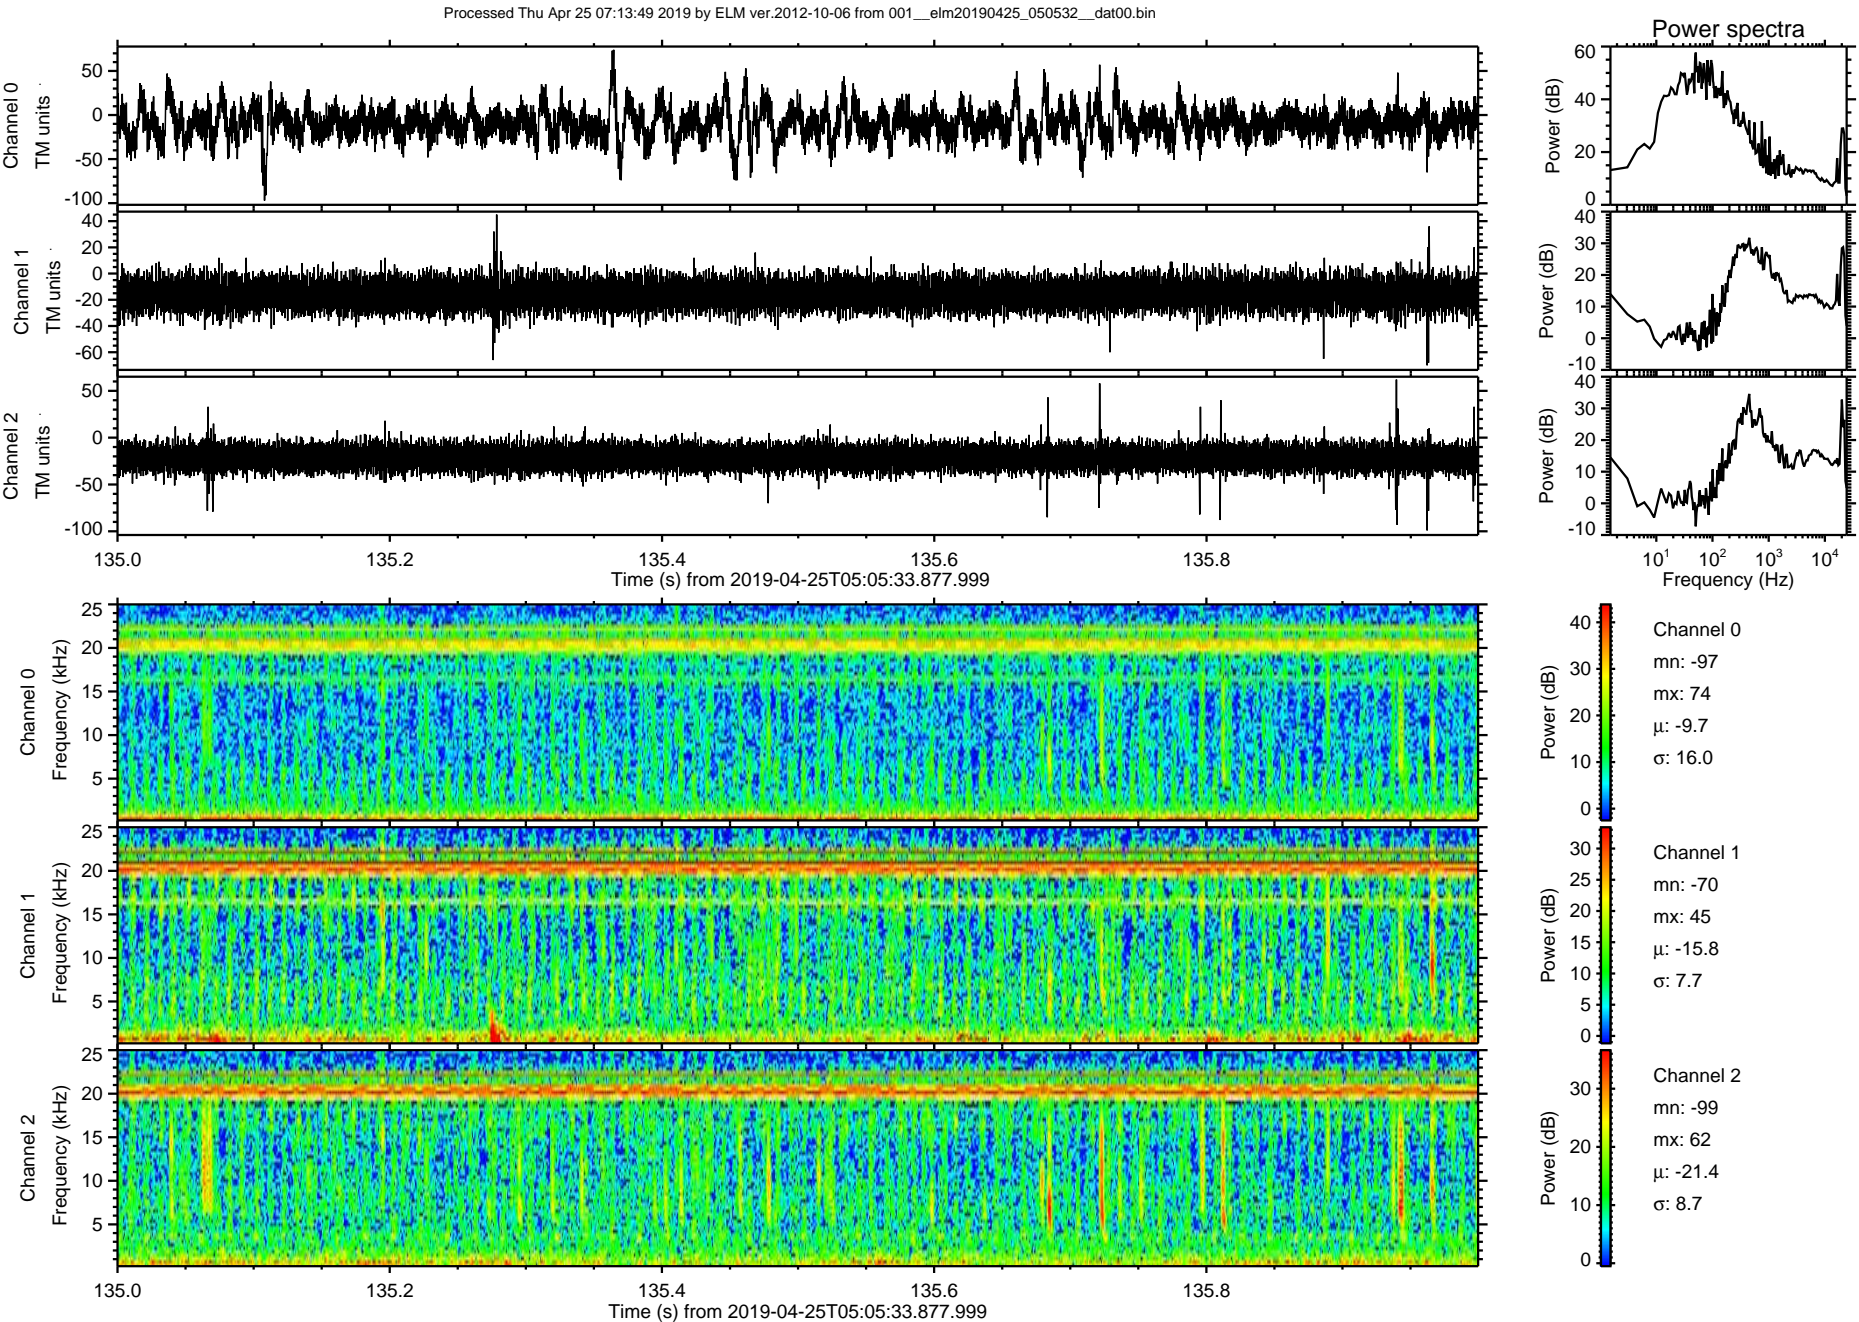 Processed Thu Apr 25 07:13:49 2019 by ELM ver.2012-10-06 from 001__elm20190425_050532__dat00.bin
Power spectra
Channel 0
TM units
50
0
-50
-100
Power (dB)
60
40
20
0
Channel 1
TM units
40
20
0
-20
-40
-60
Power (dB)
40
30
20
10
0
-10
Channel 2
TM units
50
0
-50
-100
Power (dB)
40
30
20
10
0
-10
135.0 135.2 135.4 135.6 135.8
Time (s) from 2019-04-25T05:05:33.877.999
10^1 10^2 10^3 10^4
Frequency (Hz)
Channel 0
Frequency (kHz)
25
20
15
10
5
Power (dB)
40
30
20
10
0
Channel 0
mn: -97
mx: 74
µ: -9.7
σ: 16.0
Channel 1
Frequency (kHz)
25
20
15
10
5
Power (dB)
30
25
20
15
10
5
0
Channel 1
mn: -70
mx: 45
µ: -15.8
σ: 7.7
Channel 2
Frequency (kHz)
25
20
15
10
5
Power (dB)
30
20
10
0
Channel 2
mn: -99
mx: 62
µ: -21.4
σ: 8.7
135.0 135.2 135.4 135.6 135.8
Time (s) from 2019-04-25T05:05:33.877.999